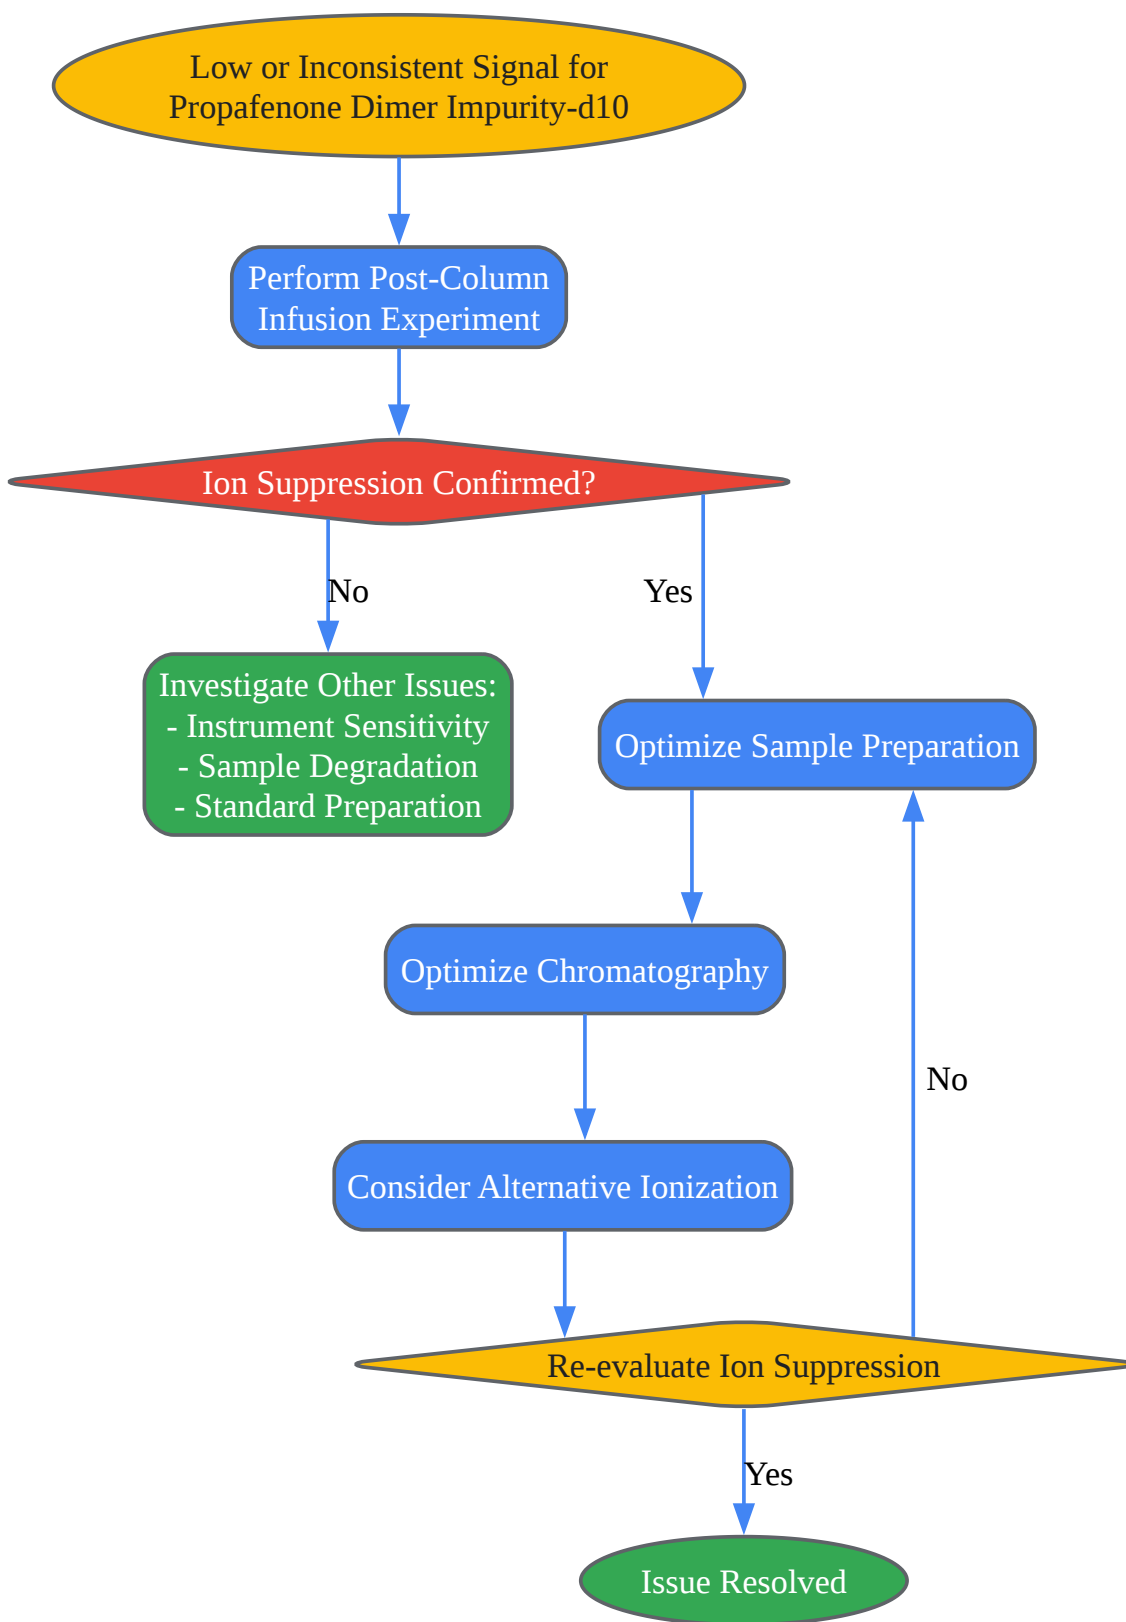 Low or Inconsistent Signal for
Propafenone Dimer Impurity-d10
Perform Post-Column
Infusion Experiment
Ion Suppression Confirmed?
No
Yes
Investigate Other Issues:
- Instrument Sensitivity
- Sample Degradation
- Standard Preparation
Optimize Sample Preparation
Optimize Chromatography
No
Consider Alternative Ionization
Re-evaluate Ion Suppression
Yes
Issue Resolved